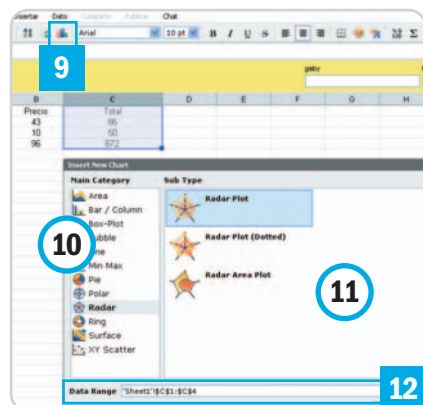 Insertar Dato Compartir Publicar Chat
Arial 10 pt B I U S Σ
9
gaby
B C D E F G H
Precio Total
43 86
10 50
96 672
Insert New Chart
Main Category Sub Type
Area
Radar Plot
Bar / Column
Box-Plot
Radar Plot (Dotted)
10
Min Max
Radar Area Plot
Pie
11
Polar
Radar
Ring
Surface
XY Scatter
Data Range 'Sheet1'!$C$1:$C$4
12